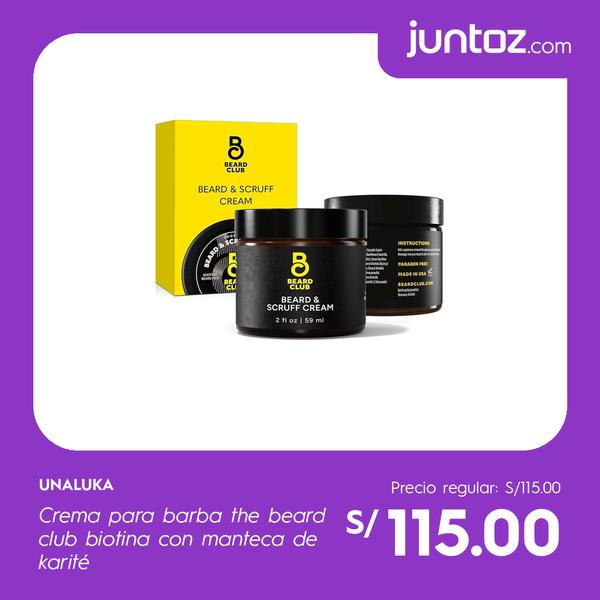 juntoz.com
BEARD
CLUB
BEARD & SCRUFF
CREAM
BEARD
CLUB
BEARD &
SCRUFF CREAM
2 fl oz | 59 ml
INSTRUCTIONS
PARABEN FREE
MADE IN USA
BEARDCLUB.COM
UNALUKA
Crema para barba the beard
club biotina con manteca de
karité
Precio regular: S/115.00
S/ 115.00